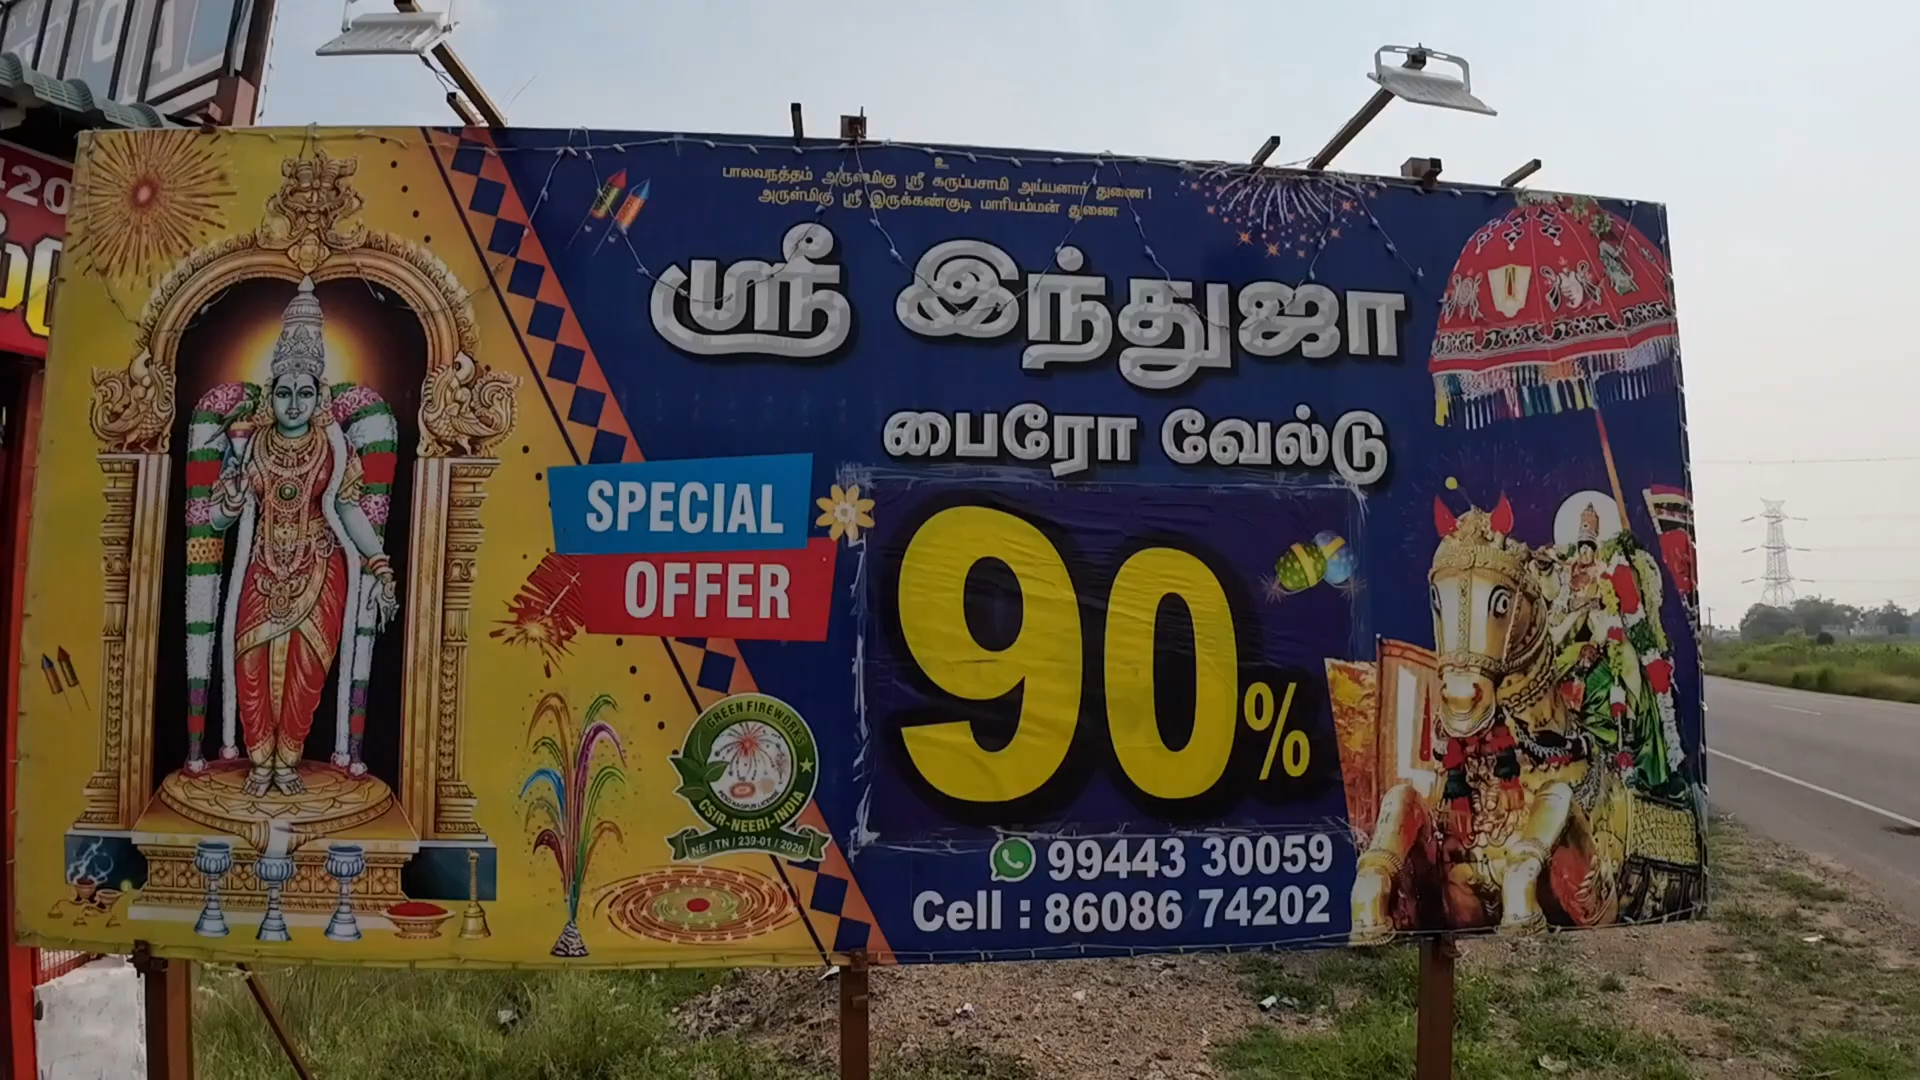 உ
பாலவநத்தம் அருள்மிகு ஸ்ரீ கருப்பசாமி அய்யனார் துணை!
அருள்மிகு ஸ்ரீ இருக்கண்குடி மாரியம்மன் துணை
ஸ்ரீ இந்துஜா
பைரோ வேல்டு
SPECIAL
OFFER
90%
GREEN FIREWORKS
CSIR-NEERI-INDIA
NE / TN / 239-01 / 2020
99443 30059
Cell : 86086 74202
420